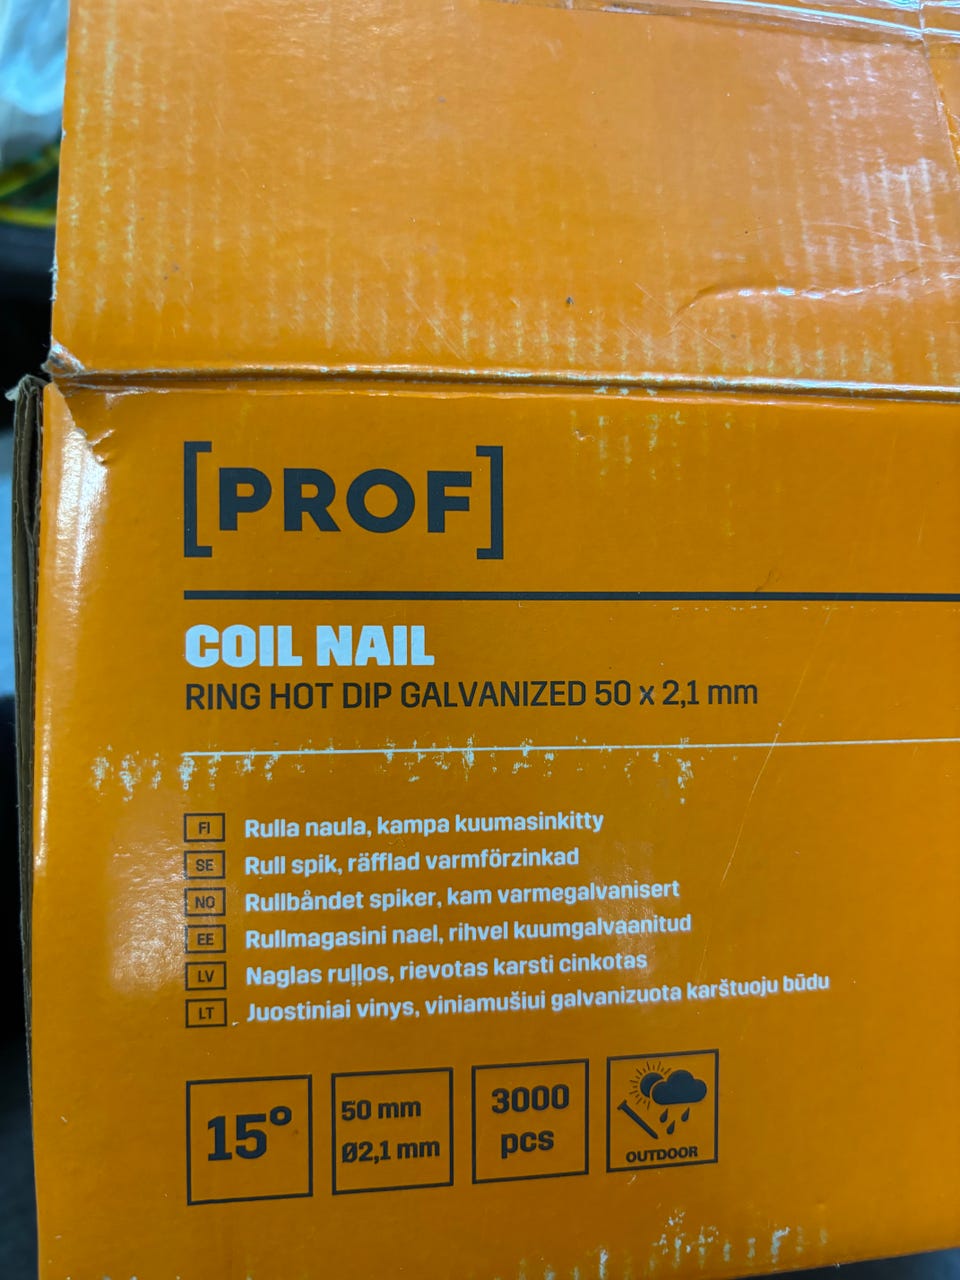 [PROF]
COIL NAIL
RING HOT DIP GALVANIZED 50 x 2,1 mm
FI Rulla naula, kampa kuumasinkitty
SE Rull spik, räfflad varmförzinkad
NO Rullbåndet spiker, kam varmegalvanisert
EE Rullmagasini nael, rihvel kuumgalvaanitud
LV Naglas ruļļos, rievotas karsti cinkotas
LT Juostiniai vinys, viniamušiui galvanizuota karštuoju būdu
15°
50 mm
Ø2,1 mm
3000
pcs
OUTDOOR